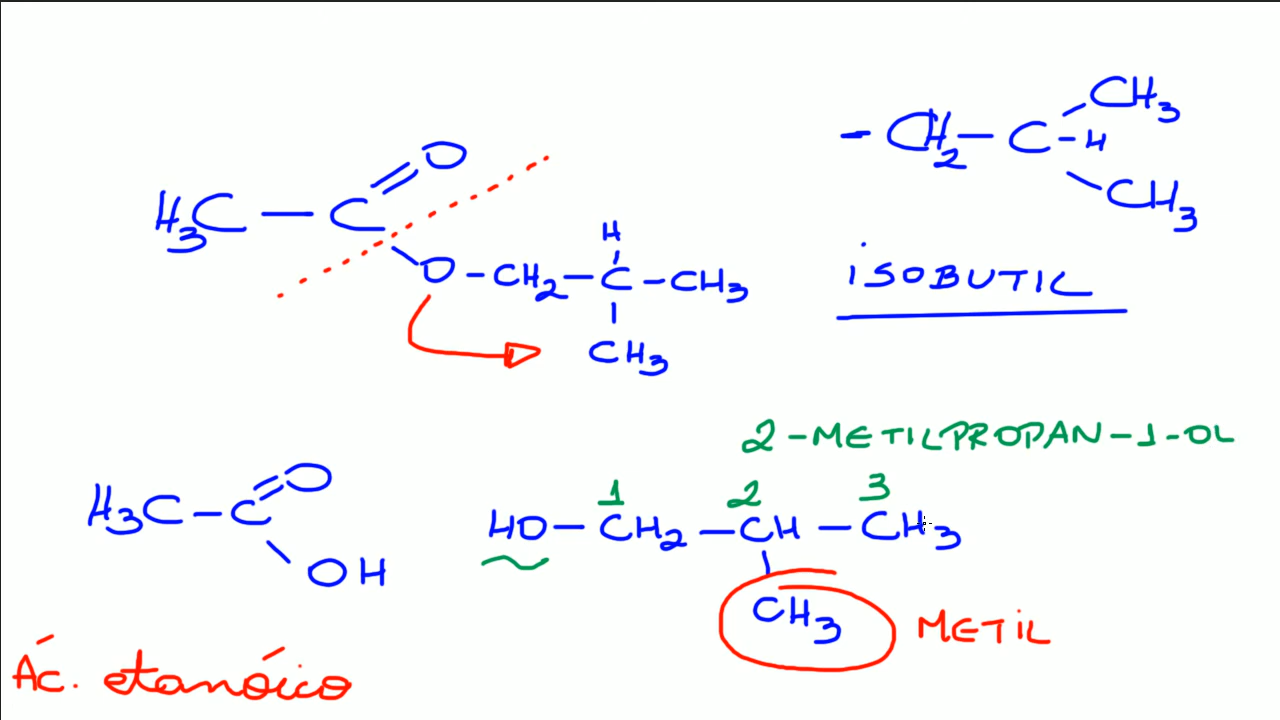 H3C — C = O
O – CH2 – C – CH3
H
CH3
– CH2 – C – H
CH3
CH3
ISOBUTIL
2-METILPROPAN-1-OL
H3C – C = O
OH
1 2 3
HO – CH2 – CH – CH3
CH3
METIL
Ác. etanóico